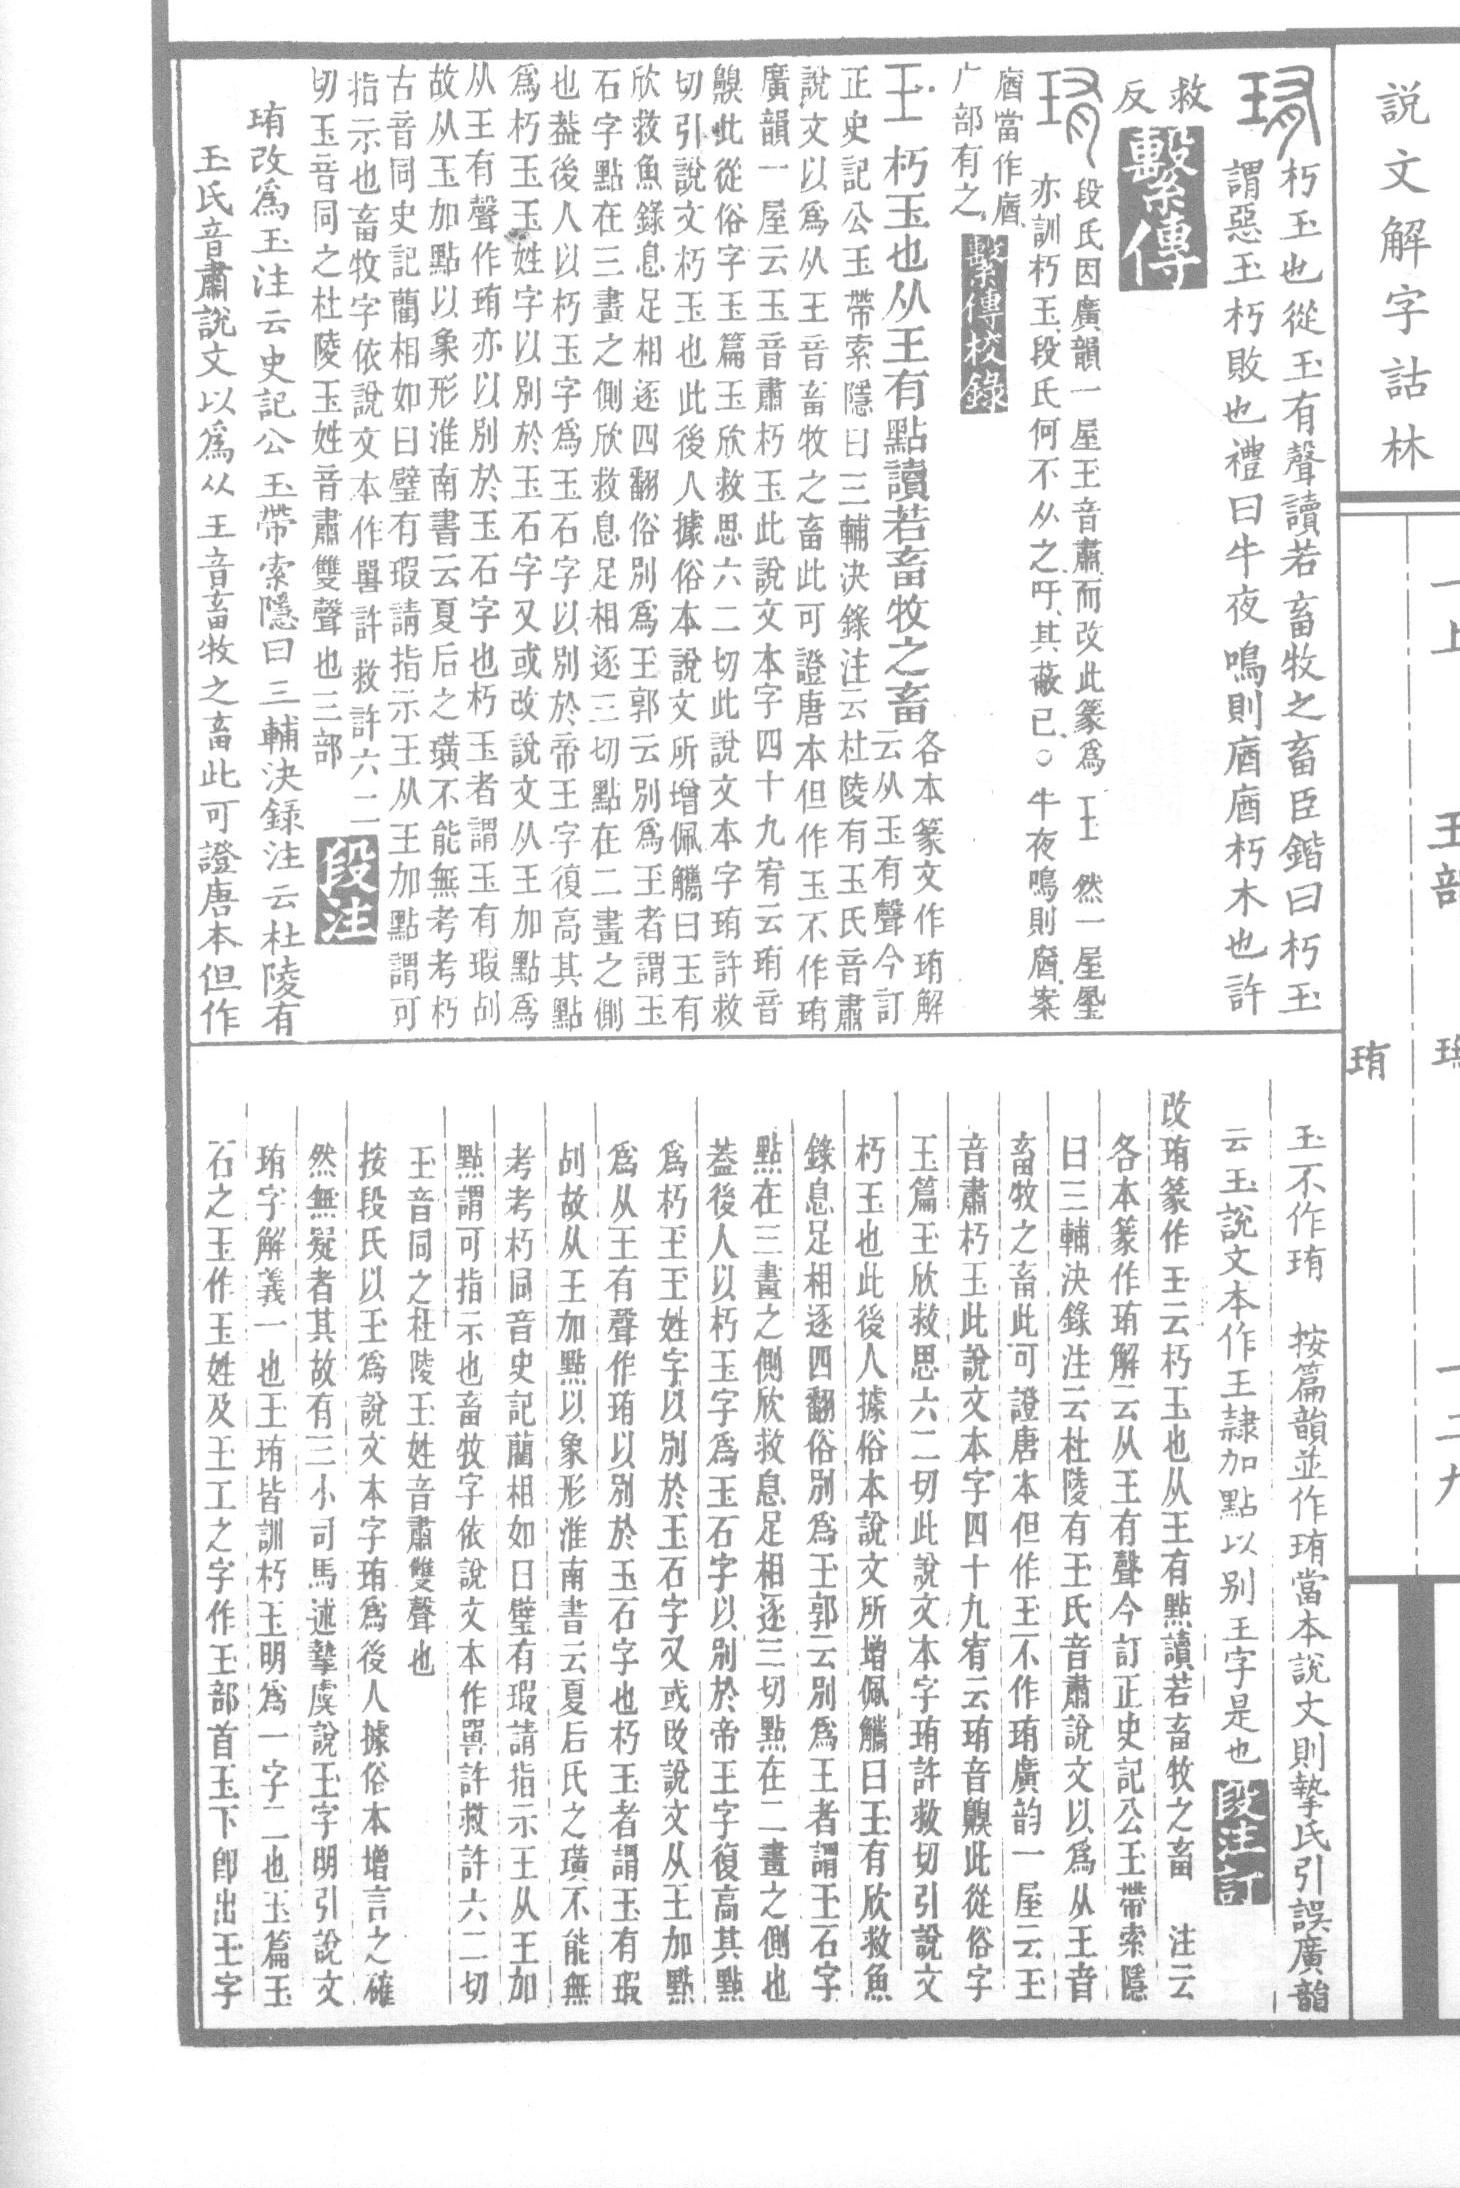 說文解字詁林
一上
玉部
一二九
珛
朽玉也從玉有聲讀若畜牧之畜臣鍇曰朽玉
謂惡玉朽敗也禮曰牛夜鳴則庮庮朽木也許
救反
繫傳
段氏因廣韻一屋玉音肅而改此篆爲玉然一屋
亦訓朽玉段氏何不从之吁其蔽已○牛夜鳴則庮案
庮當作庮
广部有之
繫傳校錄
玉朽玉也从王有點讀若畜牧之畜
各本篆文作珛解
云从玉有聲今訂
正史記公玉帶索隱曰三輔決錄注云杜陵有玉氏音肅
說文以爲从王音畜牧之畜此可證唐本但作玉不作珛
廣韻一屋云玉音肅朽玉此說文本字四十九宥云珛音
齅此從俗字玉篇玉欣救思六二切此說文本字珛許救
切引說文朽玉也此後人據俗本說文所增佩觿曰玉有
欣救魚錄息足相逐四翻俗別爲玉郭云別爲玉者謂玉
石字點在三畫之側欣救息足相逐三切點在二畫之側
也葢後人以朽玉字爲玉石字以別於帝王字復高其點
爲朽玉玉姓字以別於玉石字又或改說文从王加點爲
从王有聲作珛亦以別於玉石字也朽玉者謂玉有瑕刮
故从玉加點以象形淮南書云夏后之璜不能無考考朽
古音同史記藺相如曰璧有瑕請指示王从王加點謂可
指示也畜牧字依說文本作嘼許救許六二
切玉音同之杜陵玉姓音肅雙聲也三部
段注
珛改爲玉注云史記公玉帶索隱曰三輔決錄注云杜陵有
玉氏音肅說文以爲从王音畜牧之畜此可證唐本但作
玉不作珛　按篇韻並作珛當本說文則摯氏引誤廣韻
云玉說文本作王隸加點以別王字是也
段注訂
改珛篆作玉云朽玉也从王有點讀若畜牧之畜　注云
各本篆作珛解云从王有聲今訂正史記公玉帶索隱
曰三輔決錄注云杜陵有玉氏音肅說文以爲从王音
畜牧之畜此可證唐本但作玉不作珛廣韵一屋云玉
音肅朽玉此說文本字四十九宥云珛音齅此從俗字
玉篇玉欣救思六二切此說文本字珛許救切引說文
朽玉也此後人據俗本說文所增佩觿曰玉有欣救魚
錄息足相逐四翻俗別爲玉郭云別爲玉者謂玉石字
點在三畫之側欣救息足相逐三切點在二畫之側也
葢後人以朽玉字爲玉石字以別於帝王字復高其點
爲朽玉玉姓字以別於玉石字又或改說文从王加點
爲从王有聲作珛以別於玉石字也朽玉者謂玉有瑕
刮故从王加點以象形淮南書云夏后氏之璜不能無
考考朽同音史記藺相如曰璧有瑕請指示王从王加
點謂可指示也畜牧字依說文本作嘼許救許六二切
玉音同之杜陵玉姓音肅雙聲也
按段氏以玉爲說文本字珛爲後人據俗本增言之確
然無疑者其故有三小司馬述摯虞說玉字明引說文
珛字解義一也玉珛皆訓朽玉明爲一字二也玉篇玉
石之玉作玉姓及玉工之字作玉部首玉下卽出玉字